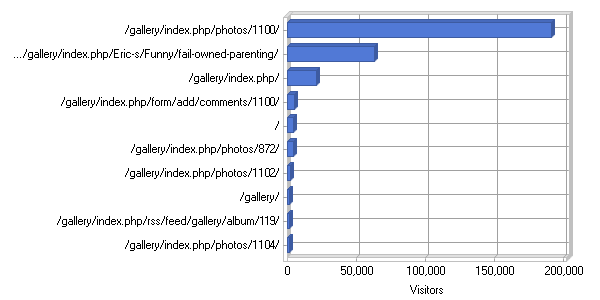 /gallery/index.php/photos/1100/
.../gallery/index.php/Eric-s/Funny/fail-owned-parenting/
/gallery/index.php/
/gallery/index.php/form/add/comments/1100/
/
/gallery/index.php/photos/872/
/gallery/index.php/photos/1102/
/gallery/
/gallery/index.php/rss/feed/gallery/album/119/
/gallery/index.php/photos/1104/
0 50,000 100,000 150,000 200,000
Visitors